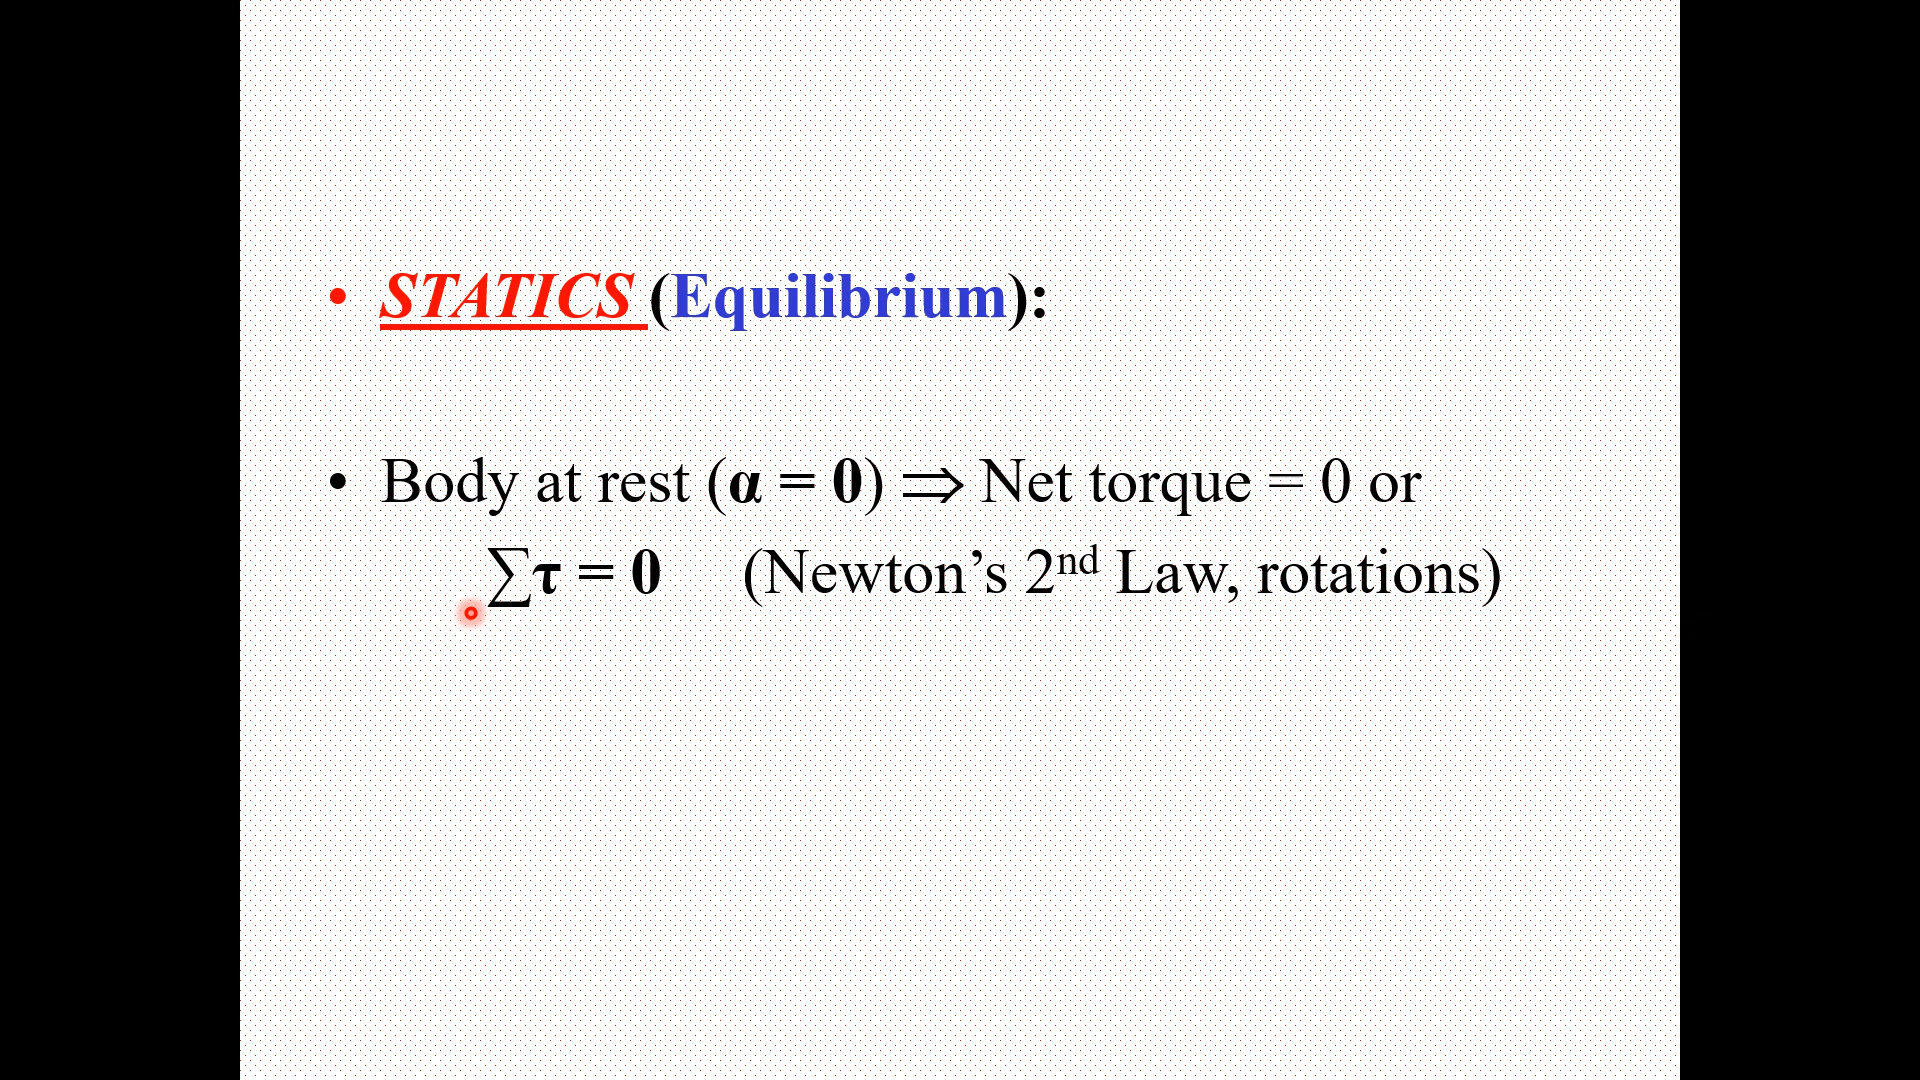 • STATICS (Equilibrium):
• Body at rest (α = 0) ⇒ Net torque = 0 or
∑τ = 0 (Newton’s 2nd Law, rotations)